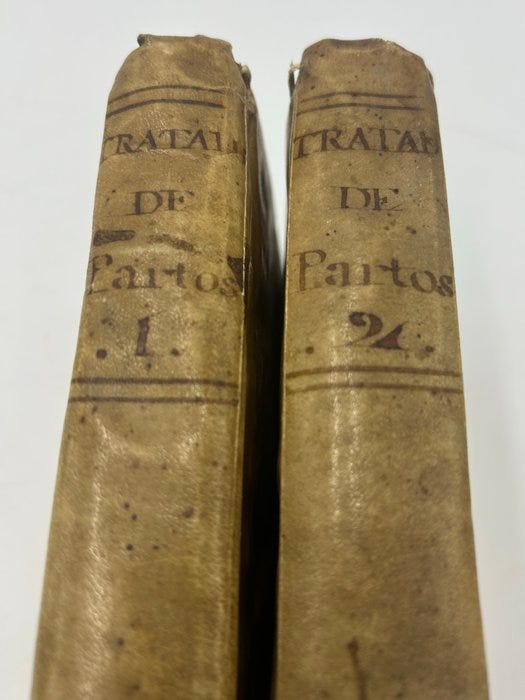 TRATAD
DE
Partos
. 1 .
TRATAD
DE
Partos
. 2 .